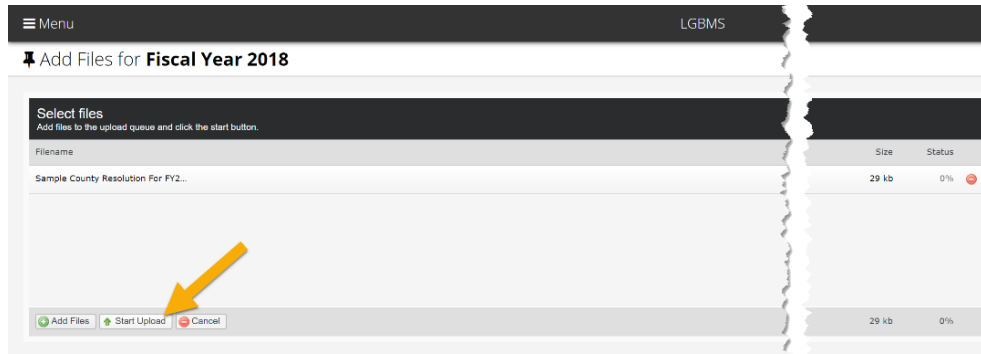 Menu LGBMS
Add Files for Fiscal Year 2018
Select files
Add files to the upload queue and click the start button.
Filename Size Status
Sample County Resolution For FY2... 29 kb 0%
Add Files Start Upload Cancel 29 kb 0%